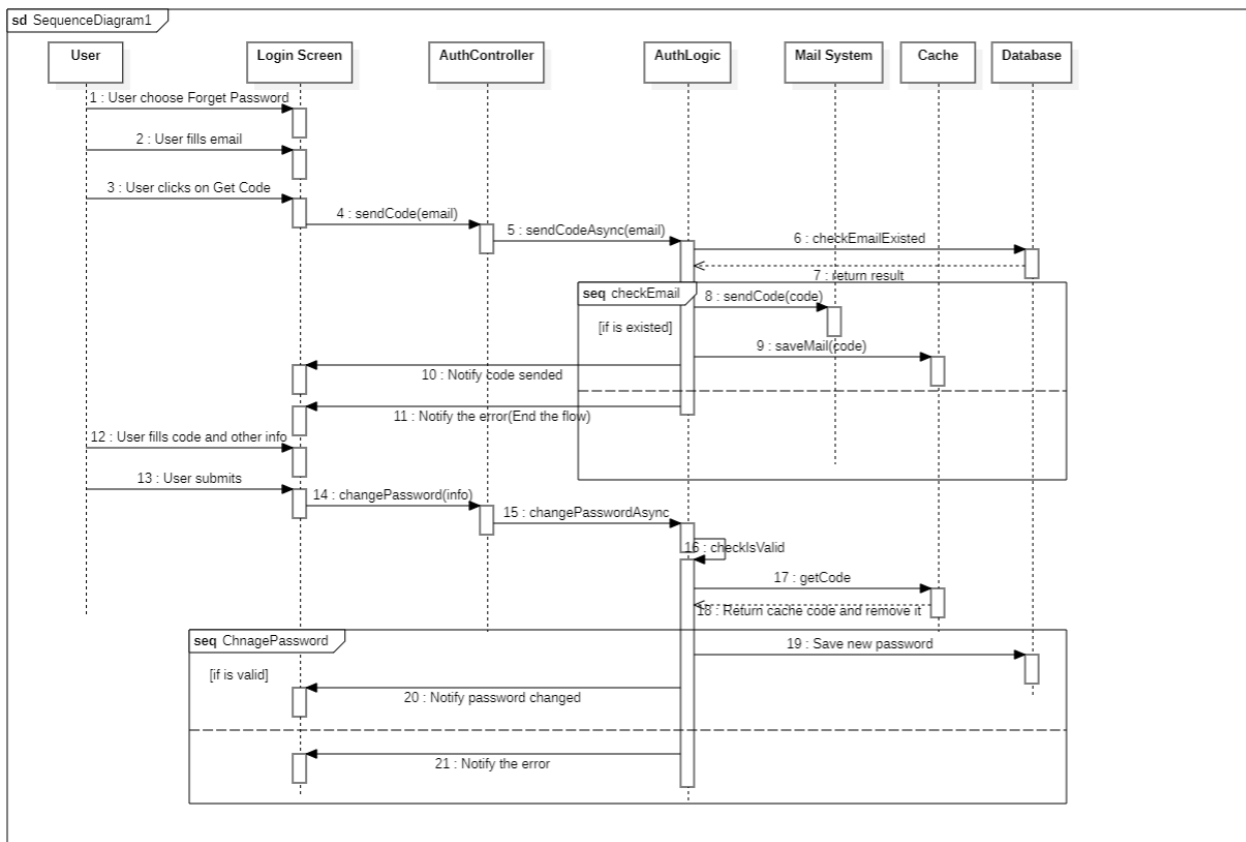 sd SequenceDiagram1
User
Login Screen
AuthController
AuthLogic
Mail System
Cache
Database
1 : User choose Forget Password
2 : User fills email
3 : User clicks on Get Code
4 : sendCode(email)
5 : sendCodeAsync(email)
6 : checkEmailExisted
7 : return result
seq checkEmail
8 : sendCode(code)
[if is existed]
9 : saveMail(code)
10 : Notify code sended
11 : Notify the error(End the flow)
12 : User fills code and other info
13 : User submits
14 : changePassword(info)
15 : changePasswordAsync
16 : checkIsValid
17 : getCode
18 : Return cache code and remove it
seq ChnagePassword
19 : Save new password
[if is valid]
20 : Notify password changed
21 : Notify the error